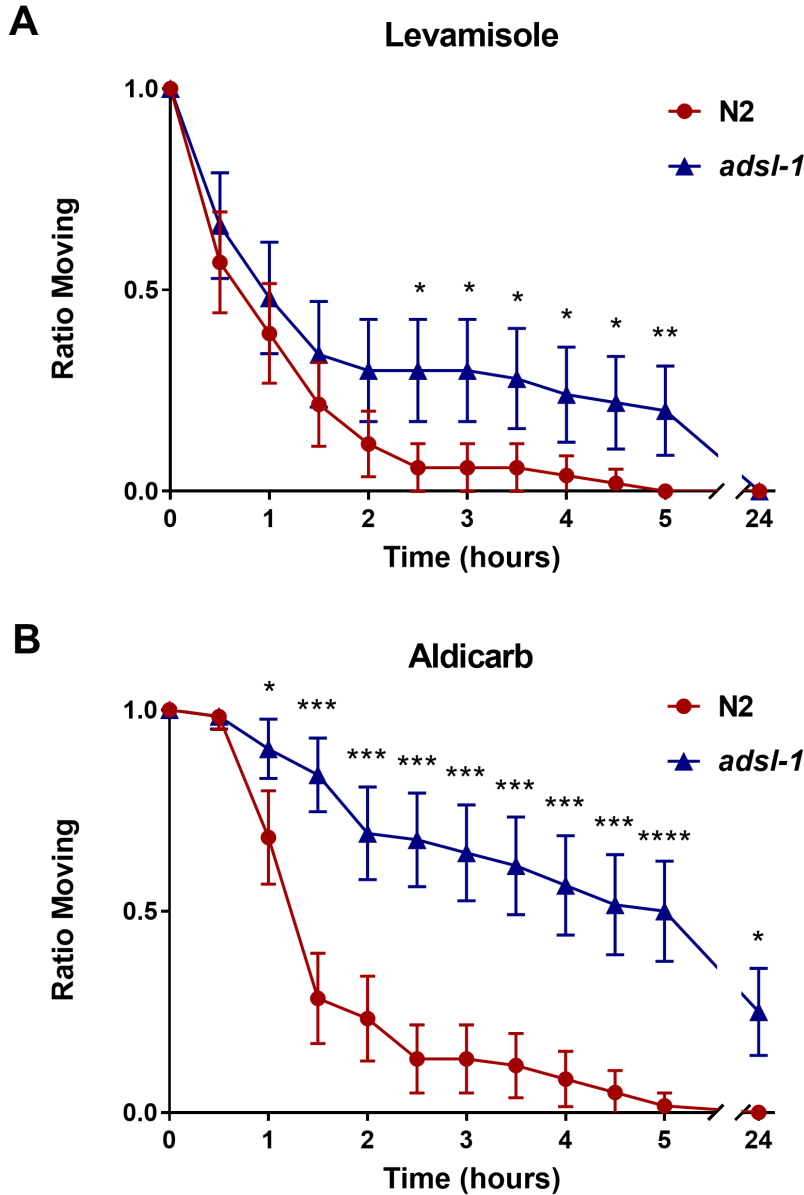 A
Levamisole
1.0
N2
adsl-1
Ratio Moving
0.5
* * * * * **
0.0
0 1 2 3 4 5 24
Time (hours)
B
Aldicarb
1.0
N2
adsl-1
* *** *** *** *** *** *** *** **** *
Ratio Moving
0.5
0.0
0 1 2 3 4 5 24
Time (hours)